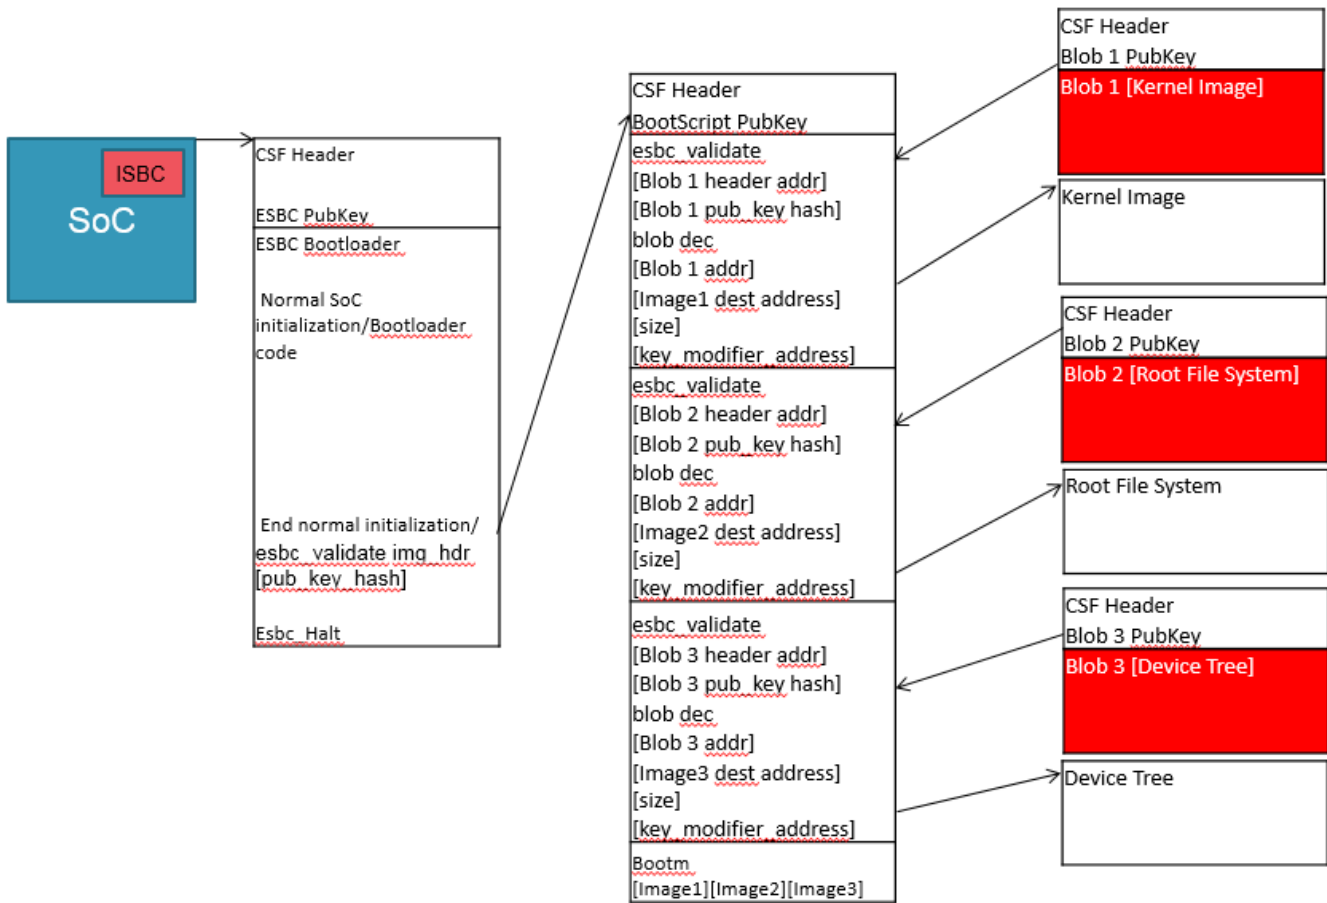 ISBC
SoC
CSF Header
ESBC PubKey
ESBC Bootloader
Normal SoC
initialization/Bootloader
code
End normal initialization/
esbc_validate img_hdr
[pub_key_hash]
Esbc_Halt
CSF Header
BootScript PubKey
esbc_validate
[Blob 1 header addr]
[Blob 1 pub_key hash]
blob dec
[Blob 1 addr]
[Image1 dest address]
[size]
[key_modifier_address]
esbc_validate
[Blob 2 header addr]
[Blob 2 pub_key hash]
blob dec
[Blob 2 addr]
[Image2 dest address]
[size]
[key_modifier_address]
esbc_validate
[Blob 3 header addr]
[Blob 3 pub_key hash]
blob dec
[Blob 3 addr]
[Image3 dest address]
[size]
[key_modifier_address]
Bootm
[Image1][Image2][Image3]
CSF Header
Blob 1 PubKey
Blob 1 [Kernel Image]
Kernel Image
CSF Header
Blob 2 PubKey
Blob 2 [Root File System]
Root File System
CSF Header
Blob 3 PubKey
Blob 3 [Device Tree]
Device Tree